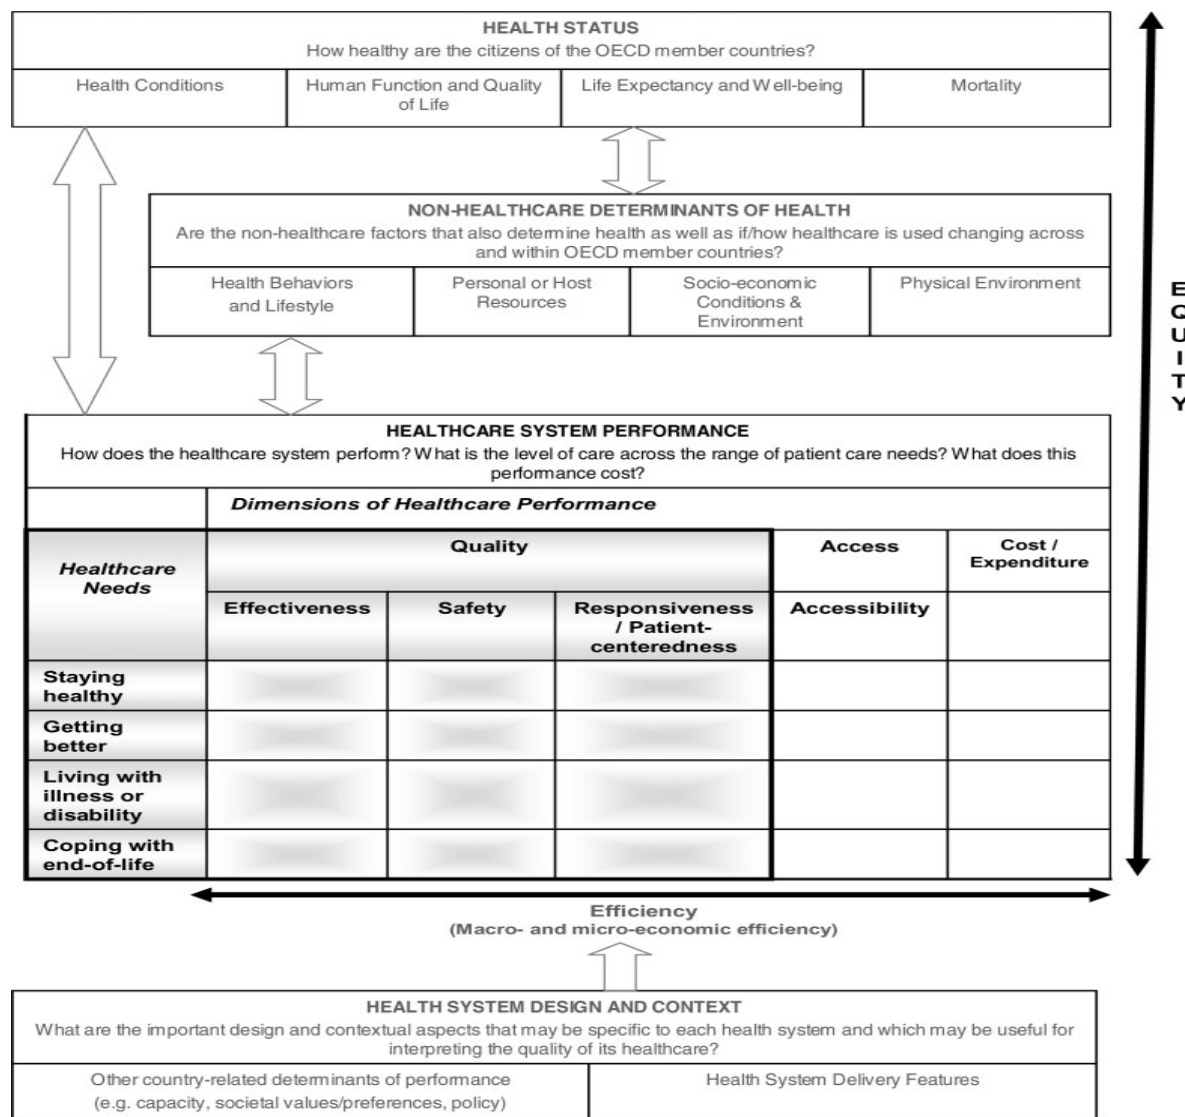 HEALTH STATUS
How healthy are the citizens of the OECD member countries?
Health Conditions
Human Function and Quality
of Life
Life Expectancy and Well-being
Mortality
NON-HEALTHCARE DETERMINANTS OF HEALTH
Are the non-healthcare factors that also determine health as well as if/how healthcare is used changing across
and within OECD member countries?
Health Behaviors
and Lifestyle
Personal or Host
Resources
Socio-economic
Conditions &
Environment
Physical Environment
E
Q
U
I
T
Y
HEALTHCARE SYSTEM PERFORMANCE
How does the healthcare system perform? What is the level of care across the range of patient care needs? What does this
performance cost?
Dimensions of Healthcare Performance
Healthcare
Needs
Quality
Access
Cost /
Expenditure
Effectiveness
Safety
Responsiveness
/ Patient-
centeredness
Accessibility
Staying
healthy
Getting
better
Living with
illness or
disability
Coping with
end-of-life
Efficiency
(Macro- and micro-economic efficiency)
HEALTH SYSTEM DESIGN AND CONTEXT
What are the important design and contextual aspects that may be specific to each health system and which may be useful for
interpreting the quality of its healthcare?
Other country-related determinants of performance
(e.g. capacity, societal values/preferences, policy)
Health System Delivery Features